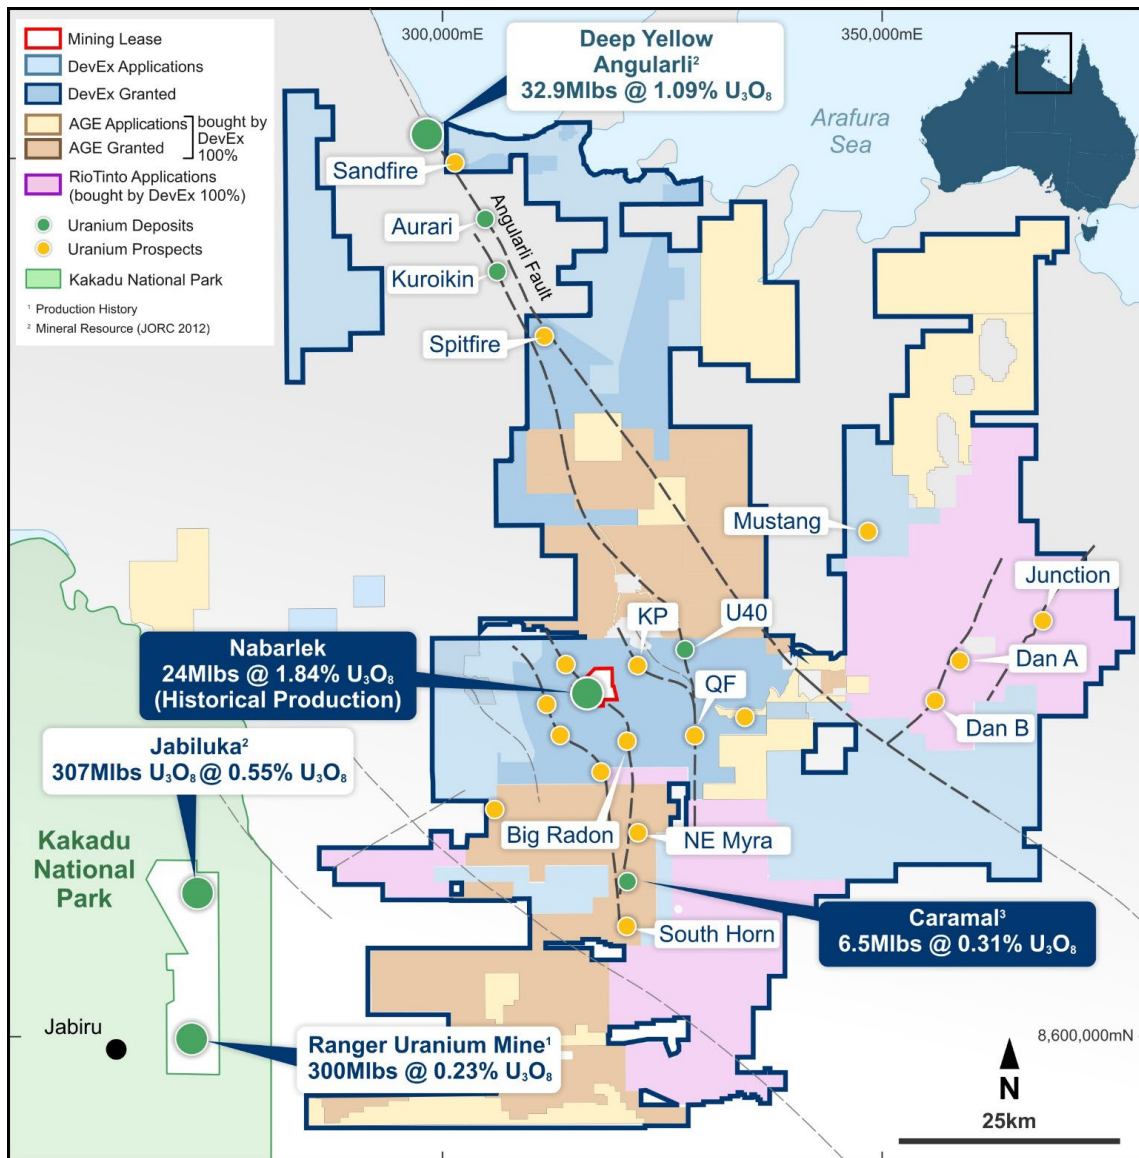 Mining Lease
DevEx Applications
DevEx Granted
AGE Applications
AGE Granted
bought by
DevEx
100%
RioTinto Applications
(bought by DevEx 100%)
Uranium Deposits
Uranium Prospects
Kakadu National Park
¹ Production History
² Mineral Resource (JORC 2012)
300,000mE
350,000mE
Deep Yellow
Angularli²
32.9Mlbs @ 1.09% U₃O₈
Arafura
Sea
Sandfire
Aurari
Angularli Fault
Kuroikin
Spitfire
Mustang
Junction
KP
U40
Dan A
Nabarlek
24Mlbs @ 1.84% U₃O₈
(Historical Production)
QF
Dan B
Jabiluka²
307Mlbs U₃O₈ @ 0.55% U₃O₈
Big Radon
NE Myra
Kakadu
National
Park
Caramal³
6.5Mlbs @ 0.31% U₃O₈
South Horn
Jabiru
Ranger Uranium Mine¹
300Mlbs @ 0.23% U₃O₈
8,600,000mN
N
25km